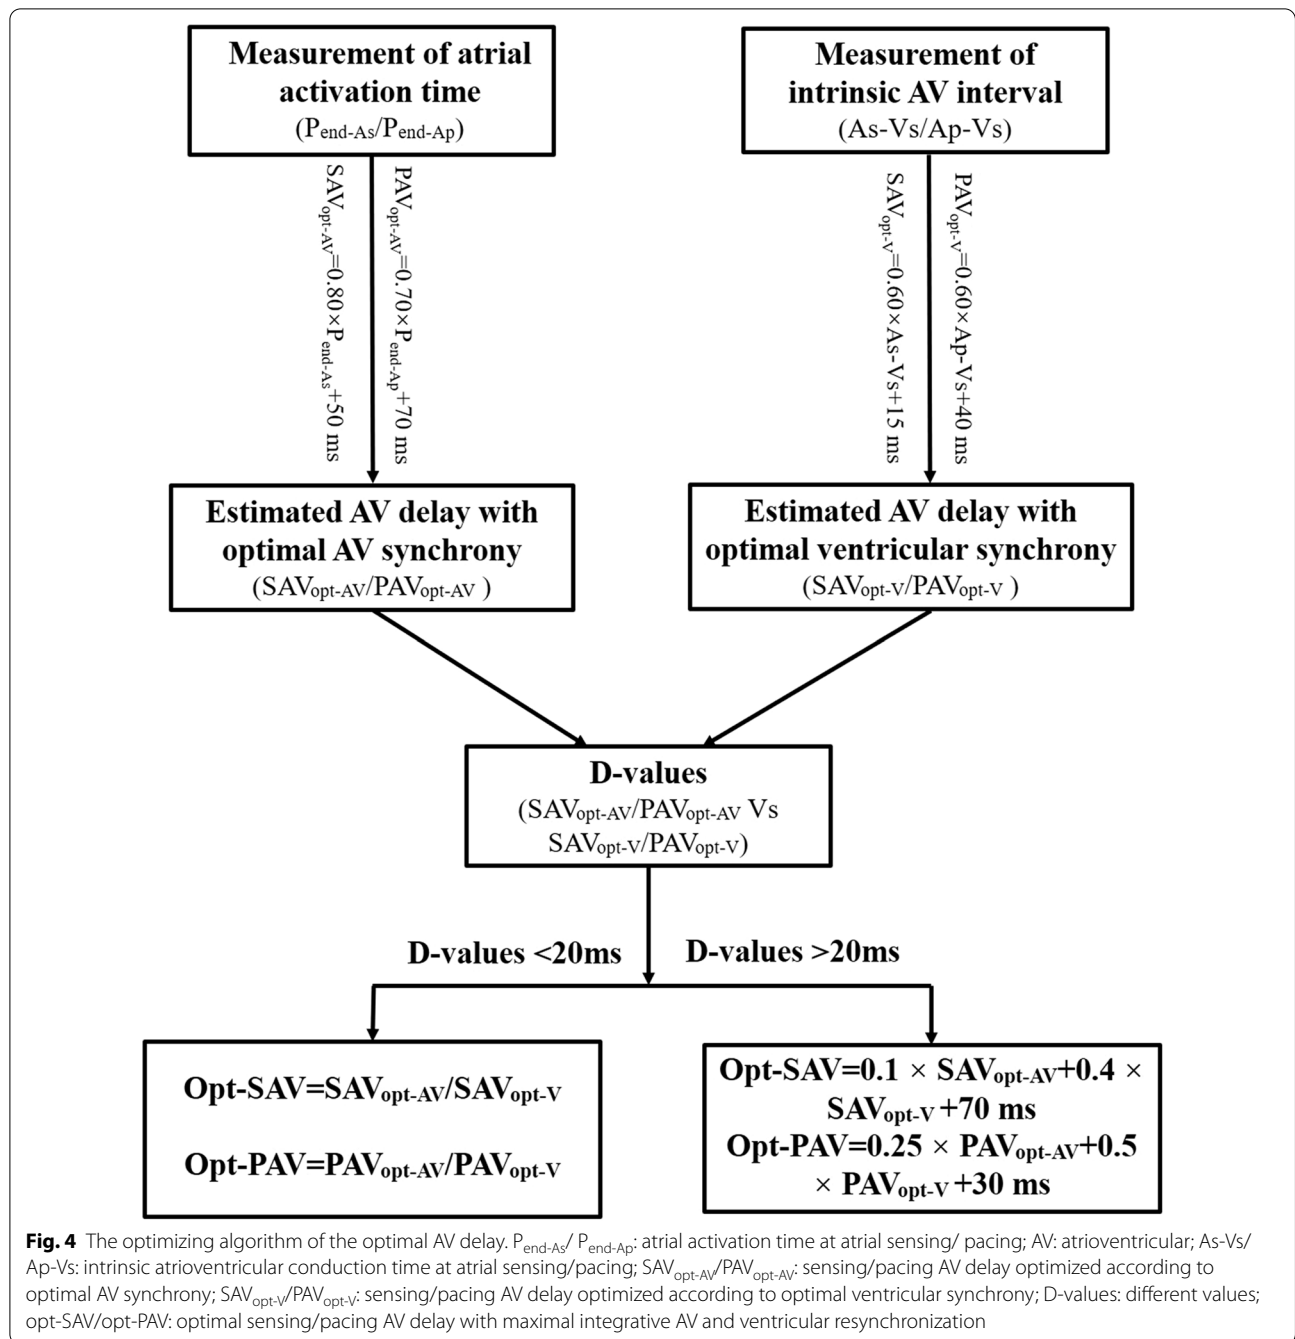 Measurement of atrial
activation time
(Pend-As/Pend-Ap)
Measurement of
intrinsic AV interval
(As-Vs/Ap-Vs)
SAVopt-AV=0.80×Pend-As+50 ms
PAVopt-AV=0.70×Pend-Ap+70 ms
SAVopt-V=0.60×As-Vs+15 ms
PAVopt-V=0.60×Ap-Vs+40 ms
Estimated AV delay with
optimal AV synchrony
(SAVopt-AV/PAVopt-AV )
Estimated AV delay with
optimal ventricular synchrony
(SAVopt-V/PAVopt-V )
D-values
(SAVopt-AV/PAVopt-AV Vs
SAVopt-V/PAVopt-V)
D-values <20ms
D-values >20ms
Opt-SAV=SAVopt-AV/SAVopt-V
Opt-PAV=PAVopt-AV/PAVopt-V
Opt-SAV=0.1 × SAVopt-AV+0.4 ×
SAVopt-V+70 ms
Opt-PAV=0.25 × PAVopt-AV+0.5
× PAVopt-V+30 ms
Fig. 4 The optimizing algorithm of the optimal AV delay. Pend-As/ Pend-Ap: atrial activation time at atrial sensing/ pacing; AV: atrioventricular; As-Vs/
Ap-Vs: intrinsic atrioventricular conduction time at atrial sensing/pacing; SAVopt-AV/PAVopt-AV: sensing/pacing AV delay optimized according to
optimal AV synchrony; SAVopt-V/PAVopt-V: sensing/pacing AV delay optimized according to optimal ventricular synchrony; D-values: different values;
opt-SAV/opt-PAV: optimal sensing/pacing AV delay with maximal integrative AV and ventricular resynchronization